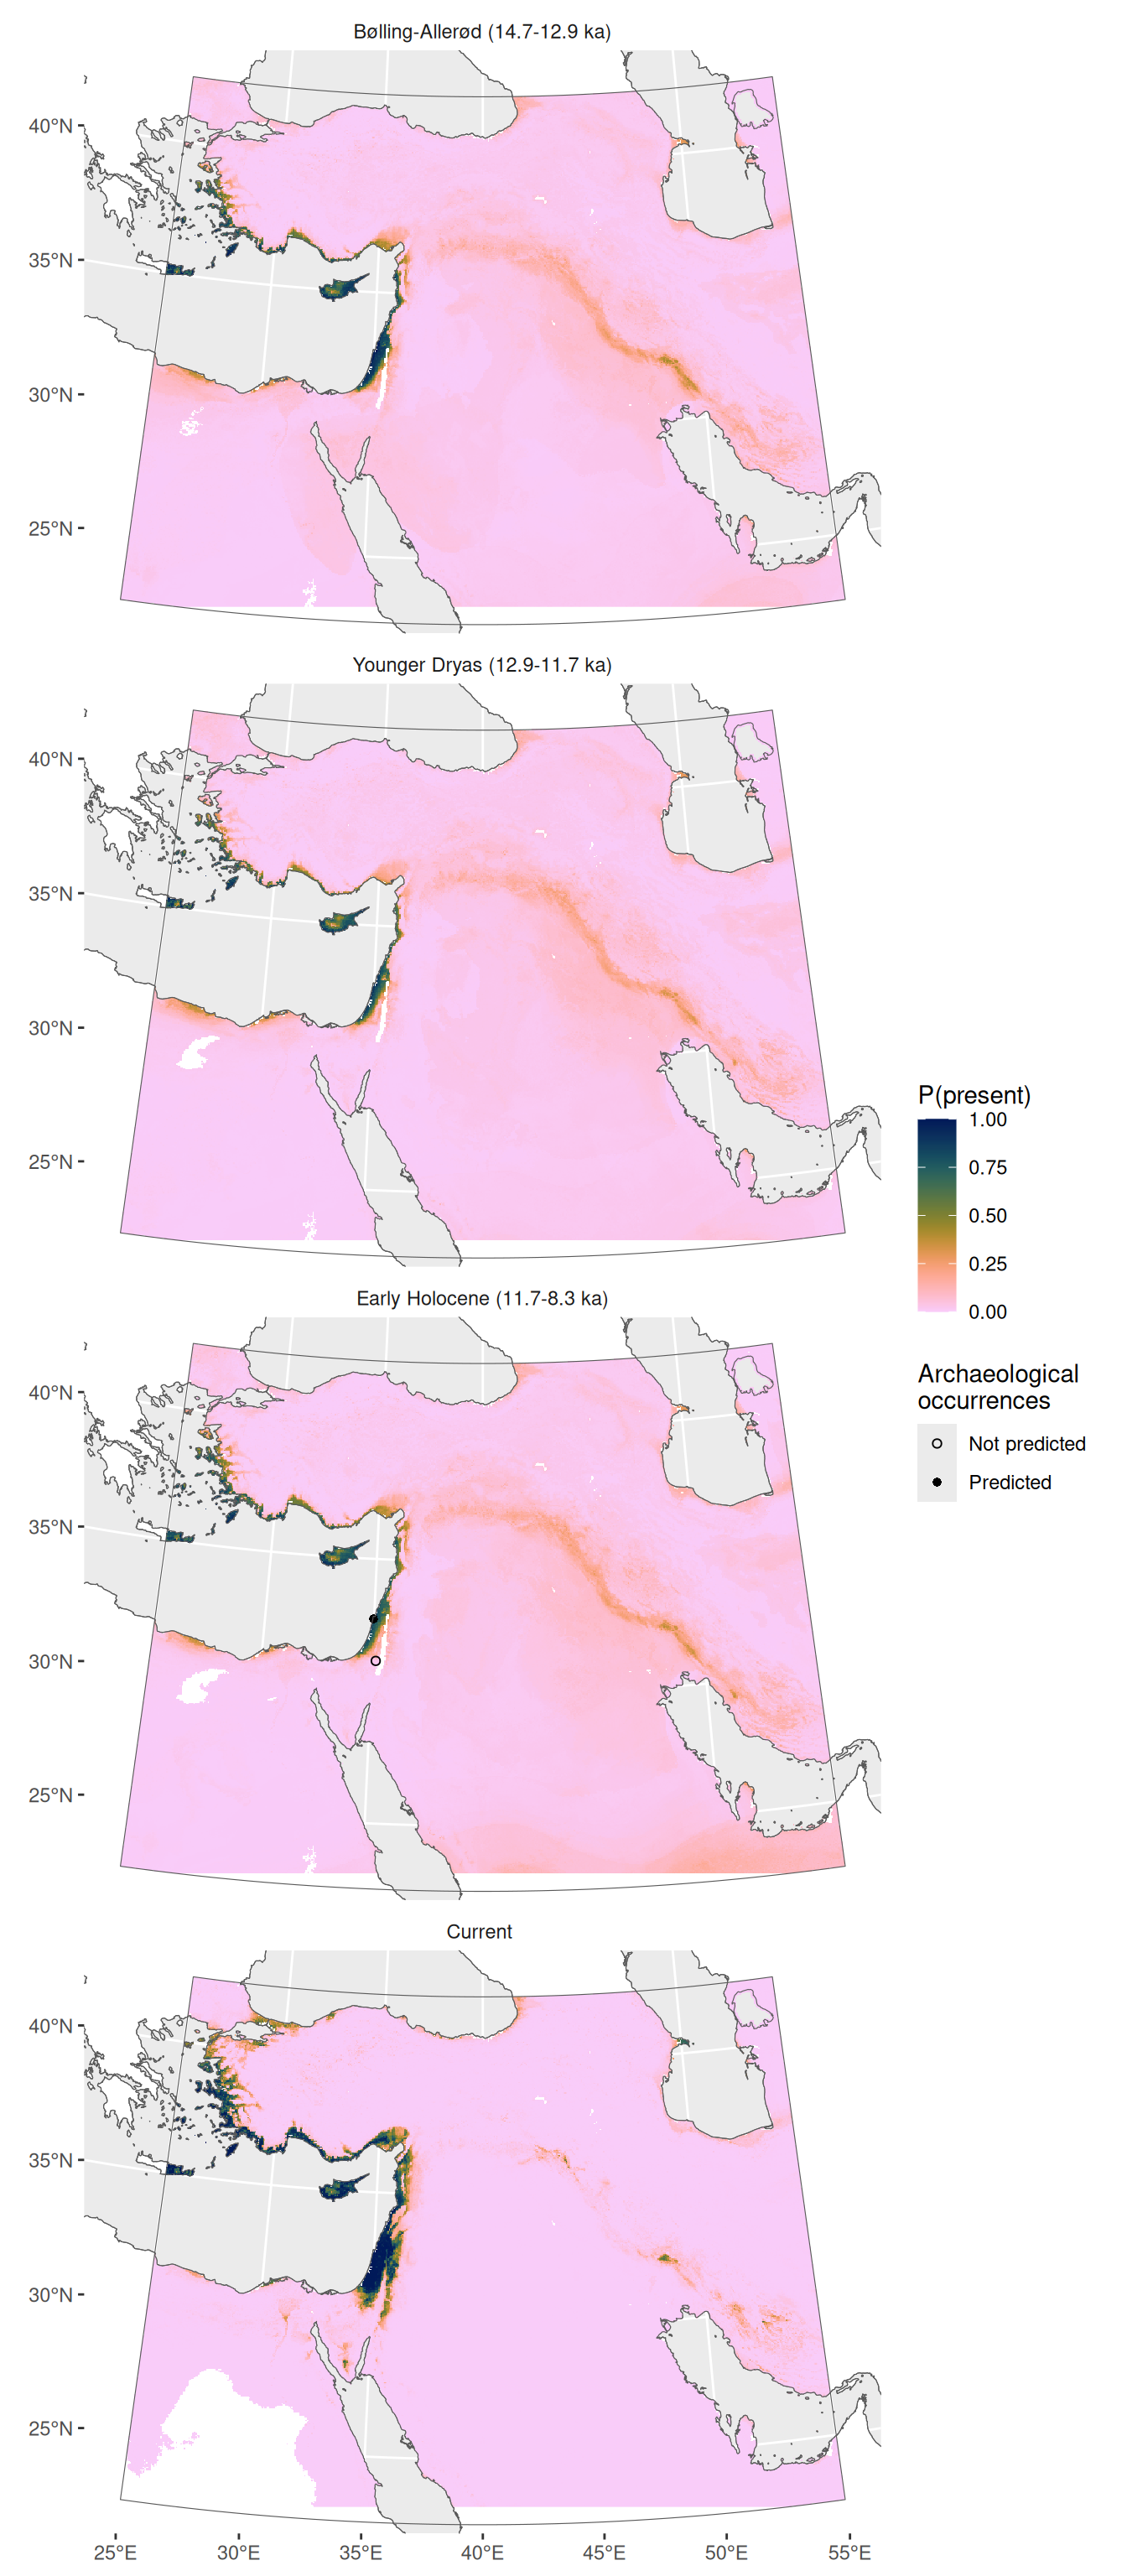 Bølling-Allerød (14.7-12.9 ka)
40°N
35°N
30°N
25°N
Younger Dryas (12.9-11.7 ka)
40°N
35°N
30°N
25°N
P(present)
1.00
0.75
0.50
0.25
0.00
Early Holocene (11.7-8.3 ka)
Archaeological
occurrences
Not predicted
Predicted
40°N
35°N
30°N
25°N
Current
40°N
35°N
30°N
25°N
25°E 30°E 35°E 40°E 45°E 50°E 55°E